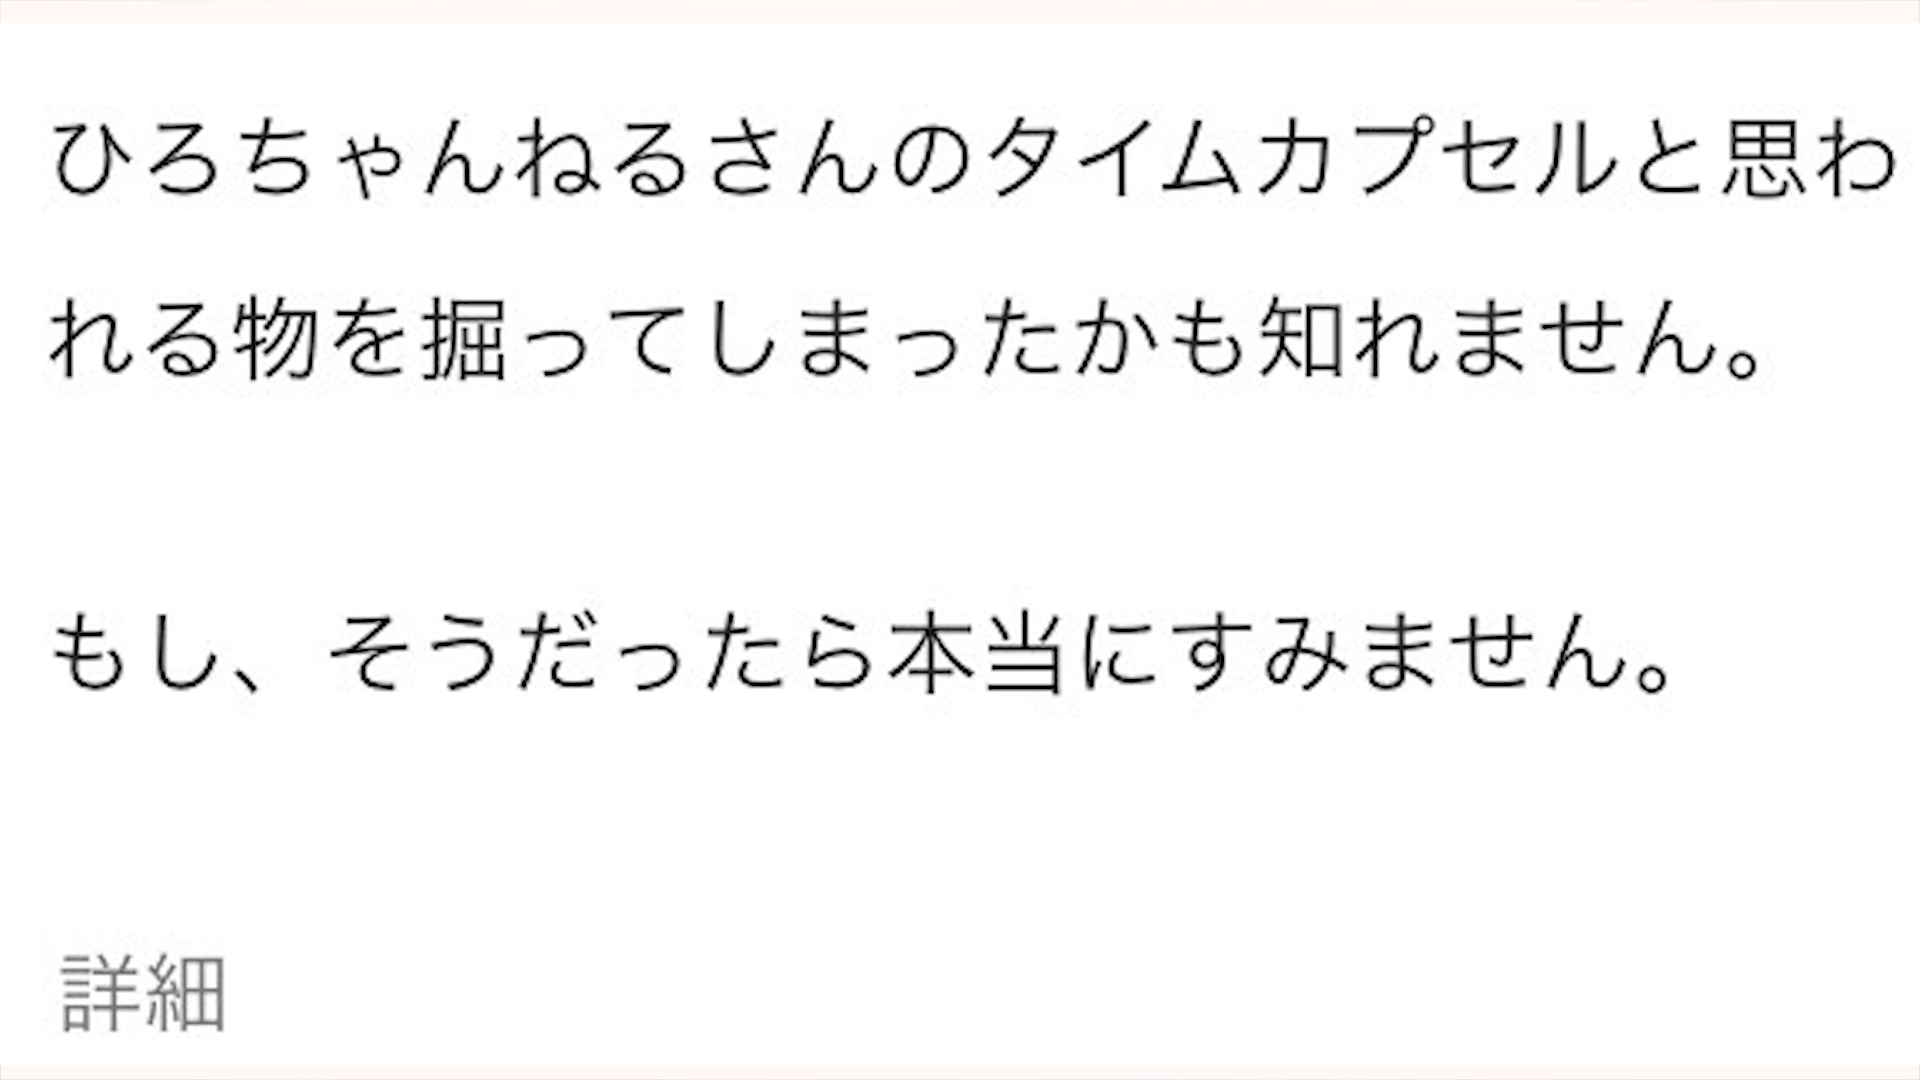 ひろちゃんねるさんのタイムカプセルと思わ
れる物を掘ってしまったかも知れません。
もし、そうだったら本当にすみません。
詳細